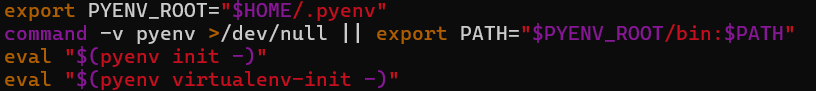 export PYENV_ROOT="$HOME/.pyenv"
command -v pyenv >/dev/null || export PATH="$PYENV_ROOT/bin:$PATH"
eval "$(pyenv init -)"
eval "$(pyenv virtualenv-init -)"